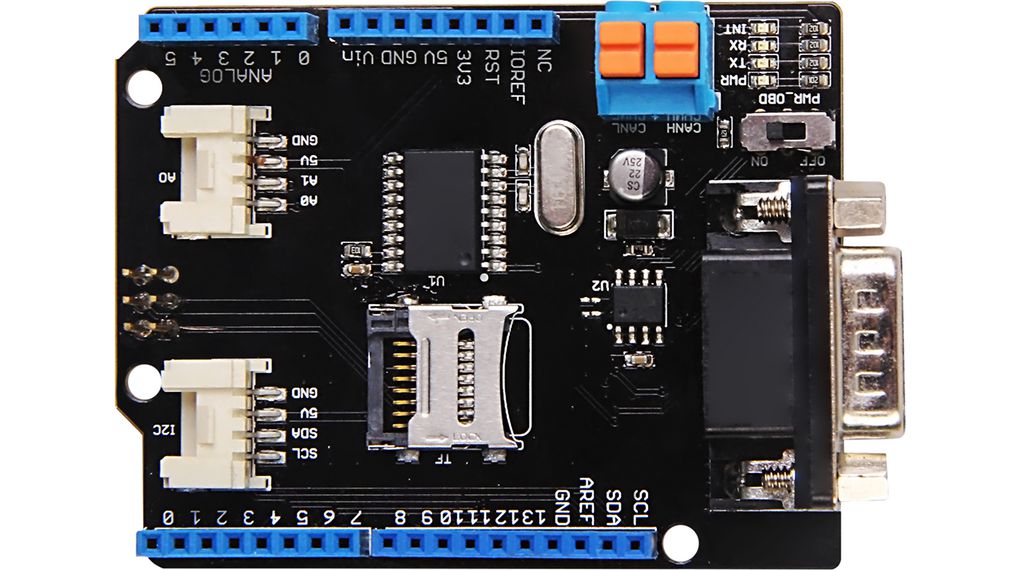 5 4 3 2 1 0
ANALOG
Vin
GND
5V
3V3
RST
IOREF
NC
CANL
CANH
INT
RX
TX
PWR
PWR_OBD
ON
OFF
A0
GND
5V
A1
A0
25V
22
CS
U1
U2
OPEN
LOCK
TF
I2C
GND
5V
SDA
SCL
0 1 2 3 4 5 6 7
8 9 10 11 12 13
GND
AREF
SDA
SCL